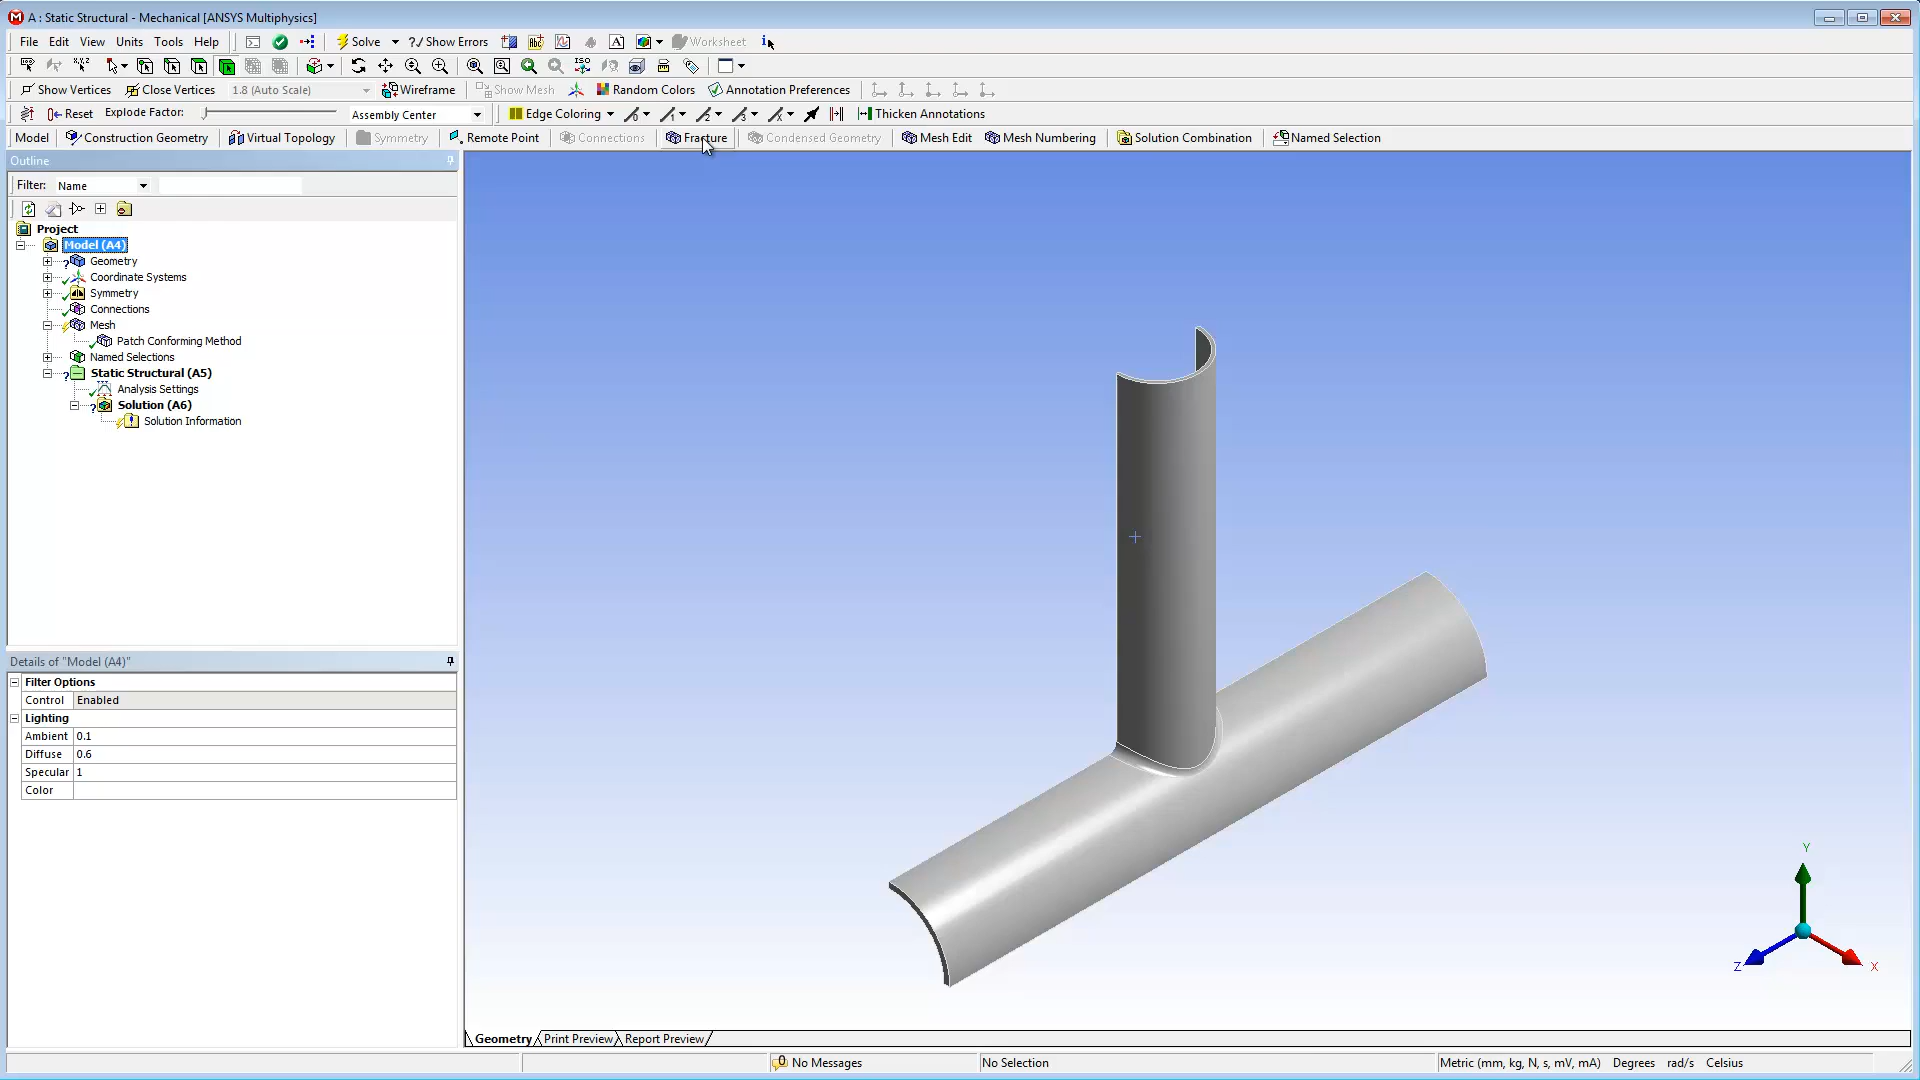 A : Static Structural - Mechanical [ANSYS Multiphysics]
File Edit View Units Tools Help Solve ?/ Show Errors Worksheet
Show Vertices Close Vertices 1.8 (Auto Scale) Wireframe Show Mesh Random Colors Annotation Preferences
Reset Explode Factor: Assembly Center Edge Coloring Thicken Annotations
Model Construction Geometry Virtual Topology Symmetry Remote Point Connections Fracture Condensed Geometry Mesh Edit Mesh Numbering Solution Combination Named Selection
Outline
Filter: Name
Project
Model (A4)
Geometry
Coordinate Systems
Symmetry
Connections
Mesh
Patch Conforming Method
Named Selections
Static Structural (A5)
Analysis Settings
Solution (A6)
Solution Information
Details of "Model (A4)"
Filter Options
Control Enabled
Lighting
Ambient 0.1
Diffuse 0.6
Specular 1
Color
Y
Z X
Geometry Print Preview Report Preview
0 No Messages No Selection Metric (mm, kg, N, s, mV, mA) Degrees rad/s Celsius